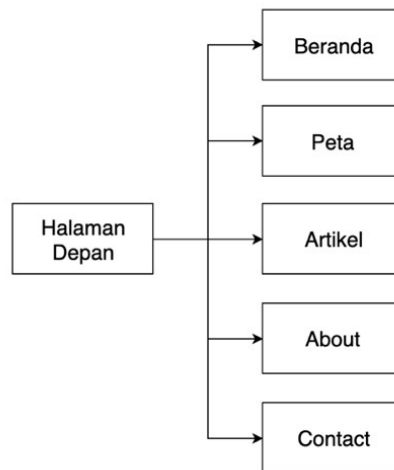 Beranda
Peta
Halaman
Depan
Artikel
About
Contact